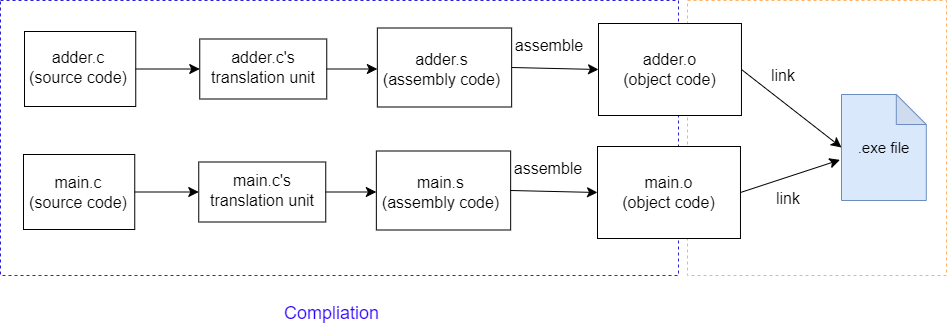 adder.c
(source code)
adder.c's
translation unit
adder.s
(assembly code)
assemble
adder.o
(object code)
link
.exe file
main.c
(source code)
main.c's
translation unit
main.s
(assembly code)
assemble
main.o
(object code)
link
Compliation